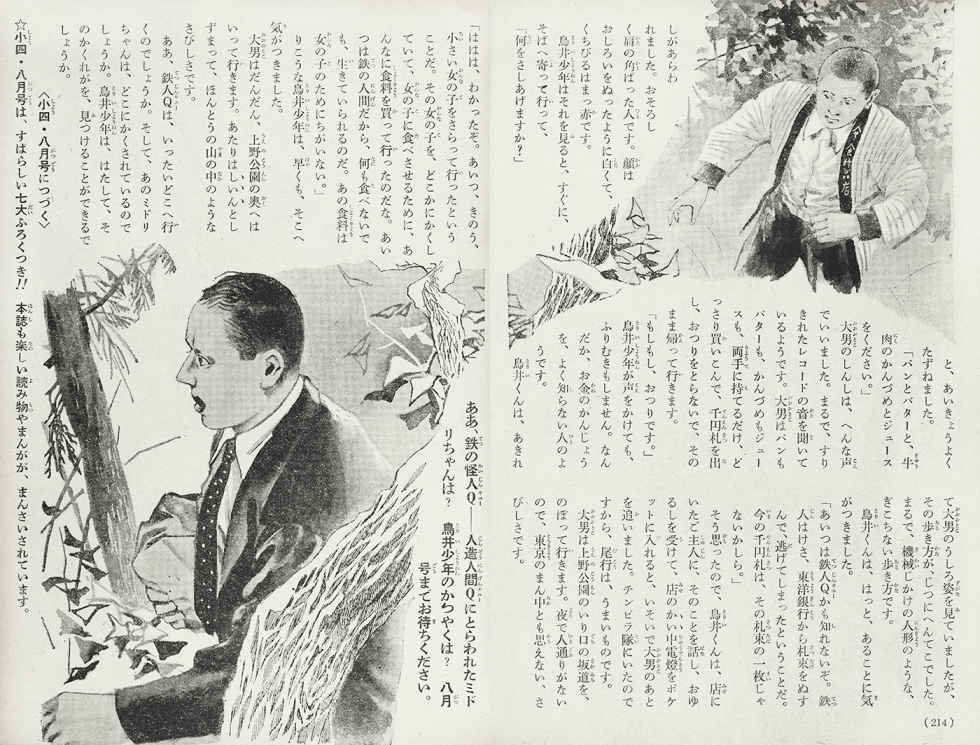 しがあらわ
れました。おそろし
く肩の角ばった人です。顔は
おしろいをぬったように白くて、
くちびるはまっ赤です。
鳥井少年はそれを見ると、すぐに、
そばへ寄って行って、
「何をさしあげますか？」
と、あいきょうよく
たずねました。
「パンとバターと、牛
肉のかんづめとジュース
をください。」
大男のしんしは、へんな声
でいいました。まるで、すり
きれたレコードの音を聞いて
いるようです。大男はパンも
バターも、かんづめもジュー
スも、両手に持てるだけ、ど
っさり買いこんで、千円札を出
し、おつりをとらないで、その
まま帰って行きます。
「もしもし、おつりです。」
鳥井少年が声をかけても、
ふりむきもしません。なん
だか、お金のかんじょう
を、よく知らない人のよ
うです。
鳥井くんは、あきれ
て大男のうしろ姿を見ていましたが、
その歩き方が、じつにへんてこでした。
まるで、機械じかけの人形のような、
ぎこちない歩き方です。
鳥井くんは、はっと、あることに気
がつきました。
「あいつは鉄人Ｑかも知れないぞ。鉄
人はけさ、東洋銀行から札束をぬす
んで、逃げてしまったということだ。
今の千円札は、その札束の一枚じゃ
ないかしら。」
そう思ったので、鳥井くんは、店に
いたご主人に、そのことを話し、おゆ
るしを受けて、店のかい中電燈をポケ
ットに入れると、いそいで大男のあと
を追いました。チンピラ隊にいたので
すから、尾行は、うまいものです。
大男は上野公園のいり口の坂道を、
のぼって行きます。夜で人通りがない
ので、東京のまん中とも思えない、さ
びしさです。
（214）
「ははは、わかったぞ。あいつ、きのう、
小さい女の子をさらって行ったという
ことだ。その女の子を、どこかにかくし
ていて、女の子に食べさせるために、あ
んなに食料を買って行ったのだな。あい
つは鉄の人間だから、何も食べないで
も、生きていられるのだ。あの食料は
女の子のためにちがいない。」
りこうな鳥井少年は、早くも、そこへ
気がつきました。
大男はだんだん、上野公園の奥へは
いって行きます。あたりはしいんとし
ずまって、ほんとうの山の中のような
さびしさです。
ああ、鉄人Ｑは、いったいどこへ行
くのでしょうか。そして、あのミドリ
ちゃんは、どこにかくされているので
しょうか。鳥井少年は、はたして、そ
のかくれがを、見つけることができるで
しょうか。
〈小四・八月号につづく〉
ああ、鉄の怪人Ｑ――人造人間Ｑにとらわれたミド
リちゃんは？　鳥井少年のかつやくは？　八月
号までお待ちください。
☆小四・八月号は、すばらしい七大ふろくつき!!　本誌も楽しい読み物やまんがが、まんさいされています。